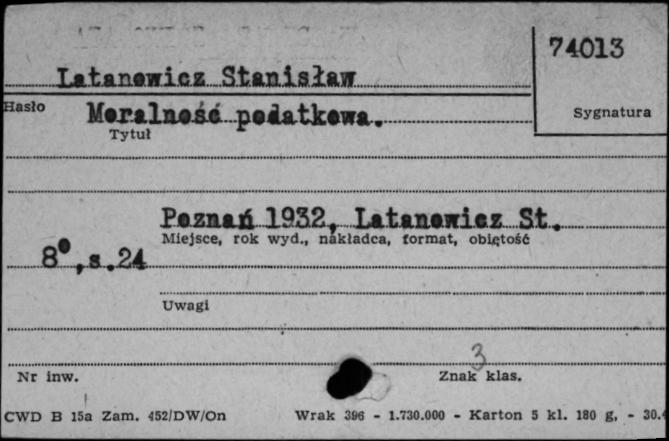 74013
Latanowicz Stanisław
Hasło
Sygnatura
Moralność podatkowa.
Tytuł
Poznań 1932, Latanowicz St.
Miejsce, rok wyd., nakładca, format, objętość
8°, s.24
Uwagi
3
Nr inw.
Znak klas.
CWD B 15a Zam. 452/DW/On Wrak 396 - 1.730.000 - Karton 5 kl. 180 g, - 30.4